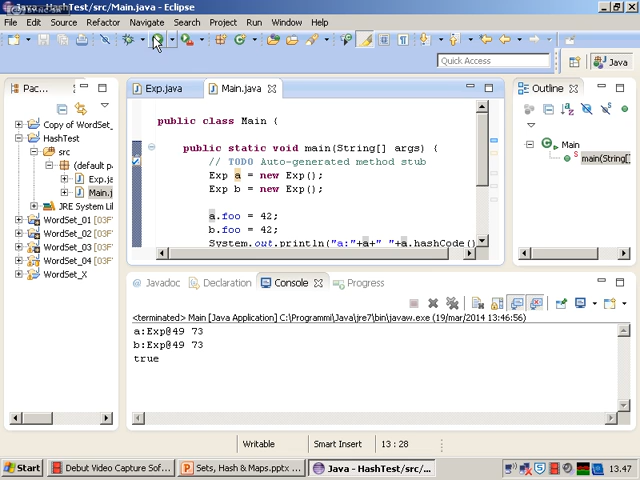 Java - HashTest/src/Main.java - Eclipse
File Edit Source Refactor Navigate Search Project Run Window Help
Quick Access
Java
Pac...
Exp.java
Main.java
Outline
Copy of WordSet_
HashTest
src
(default pa
Exp.ja
Main.j
JRE System Lib
WordSet_01 [03F
WordSet_02 [03F
WordSet_03 [03F
WordSet_04 [03F
WordSet_X
public class Main {
public static void main(String[] args) {
// TODO Auto-generated method stub
Exp a = new Exp();
Exp b = new Exp();
a.foo = 42;
b.foo = 42;
System.out.println("a:"+a+" "+a.hashCode()
Main
main(String[]
Javadoc Declaration Console Progress
<terminated> Main [Java Application] C:\Programmi\Java\jre7\bin\javaw.exe (19/mar/2014 13:46:56)
a:Exp@49 73
b:Exp@49 73
true
Writable Smart Insert 13 : 28
Start Debut Video Capture Sof... Sets, Hash & Maps.pptx ... Java - HashTest/src/... 13.47